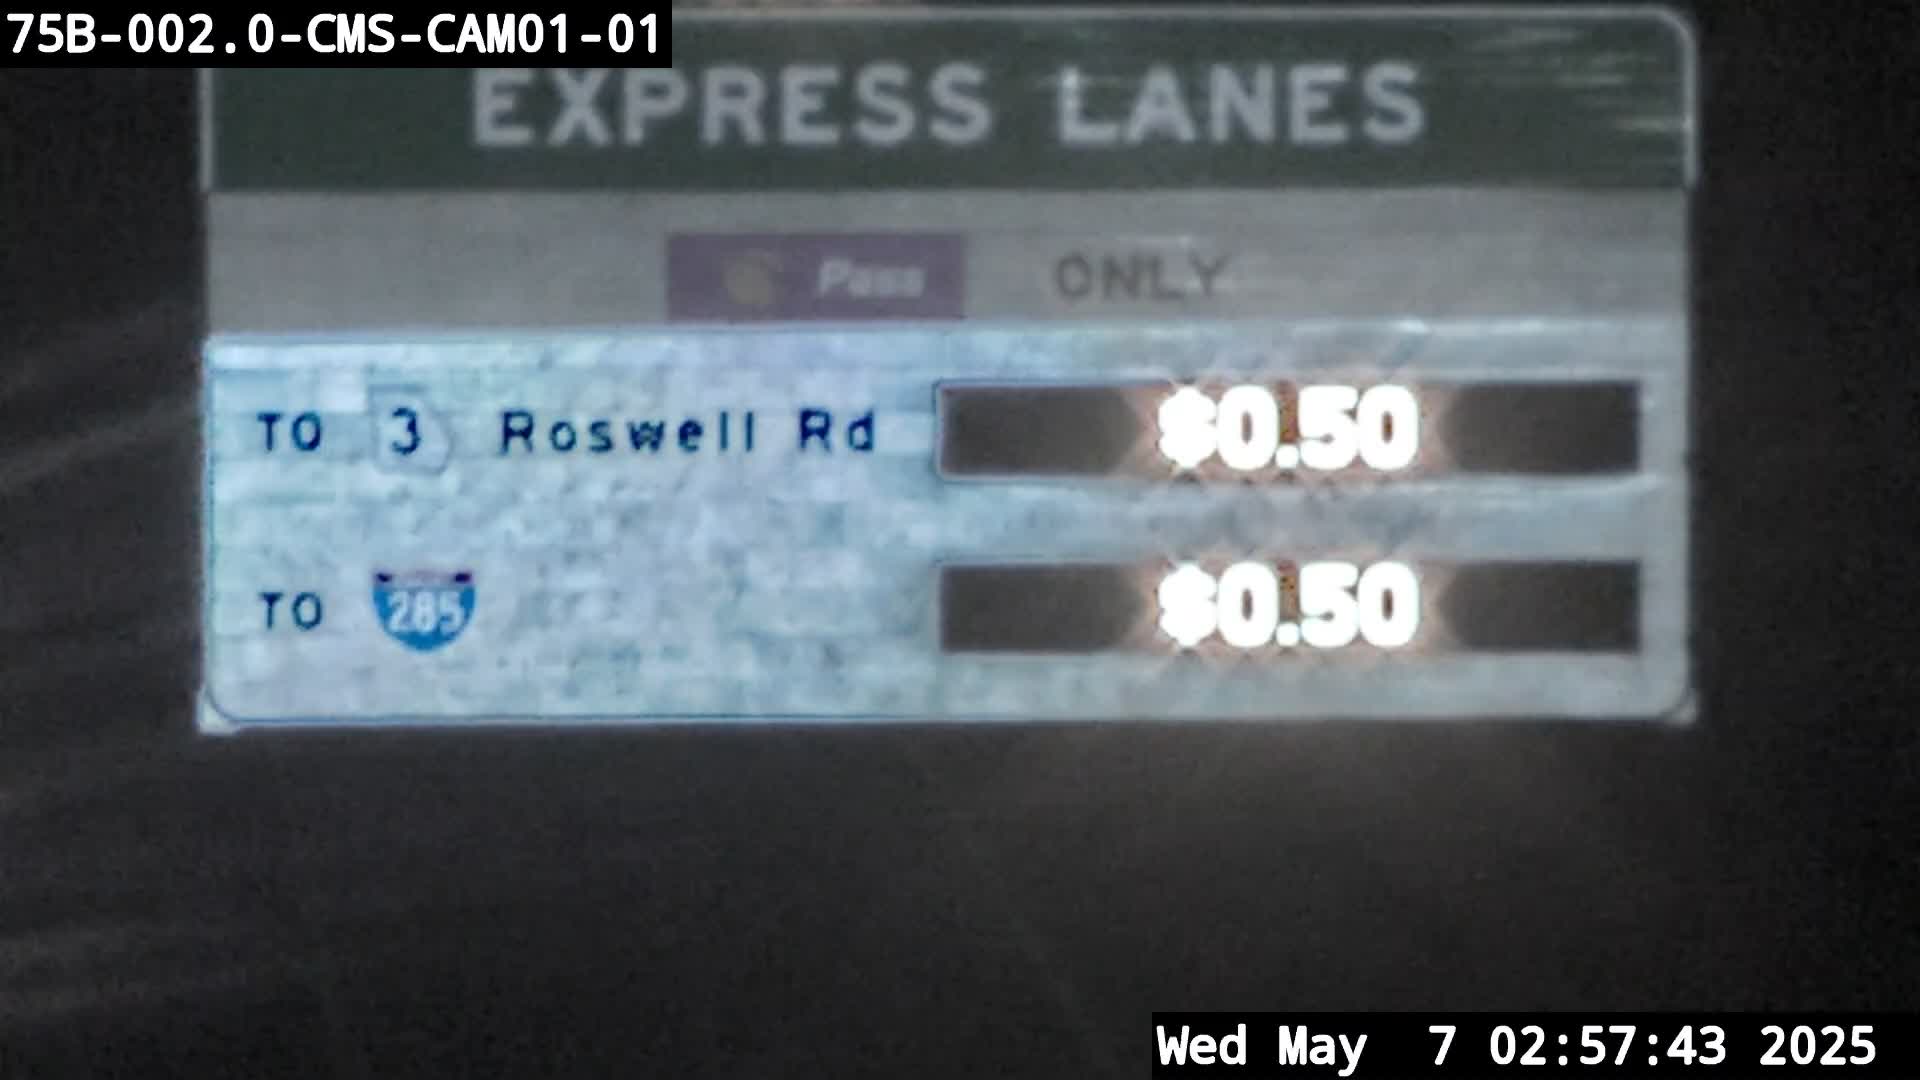 75B-002.0-CMS-CAM01-01
EXPRESS LANES
Pass ONLY
TO 3 Roswell Rd $0.50
TO 285 $0.50
Wed May 7 02:57:43 2025